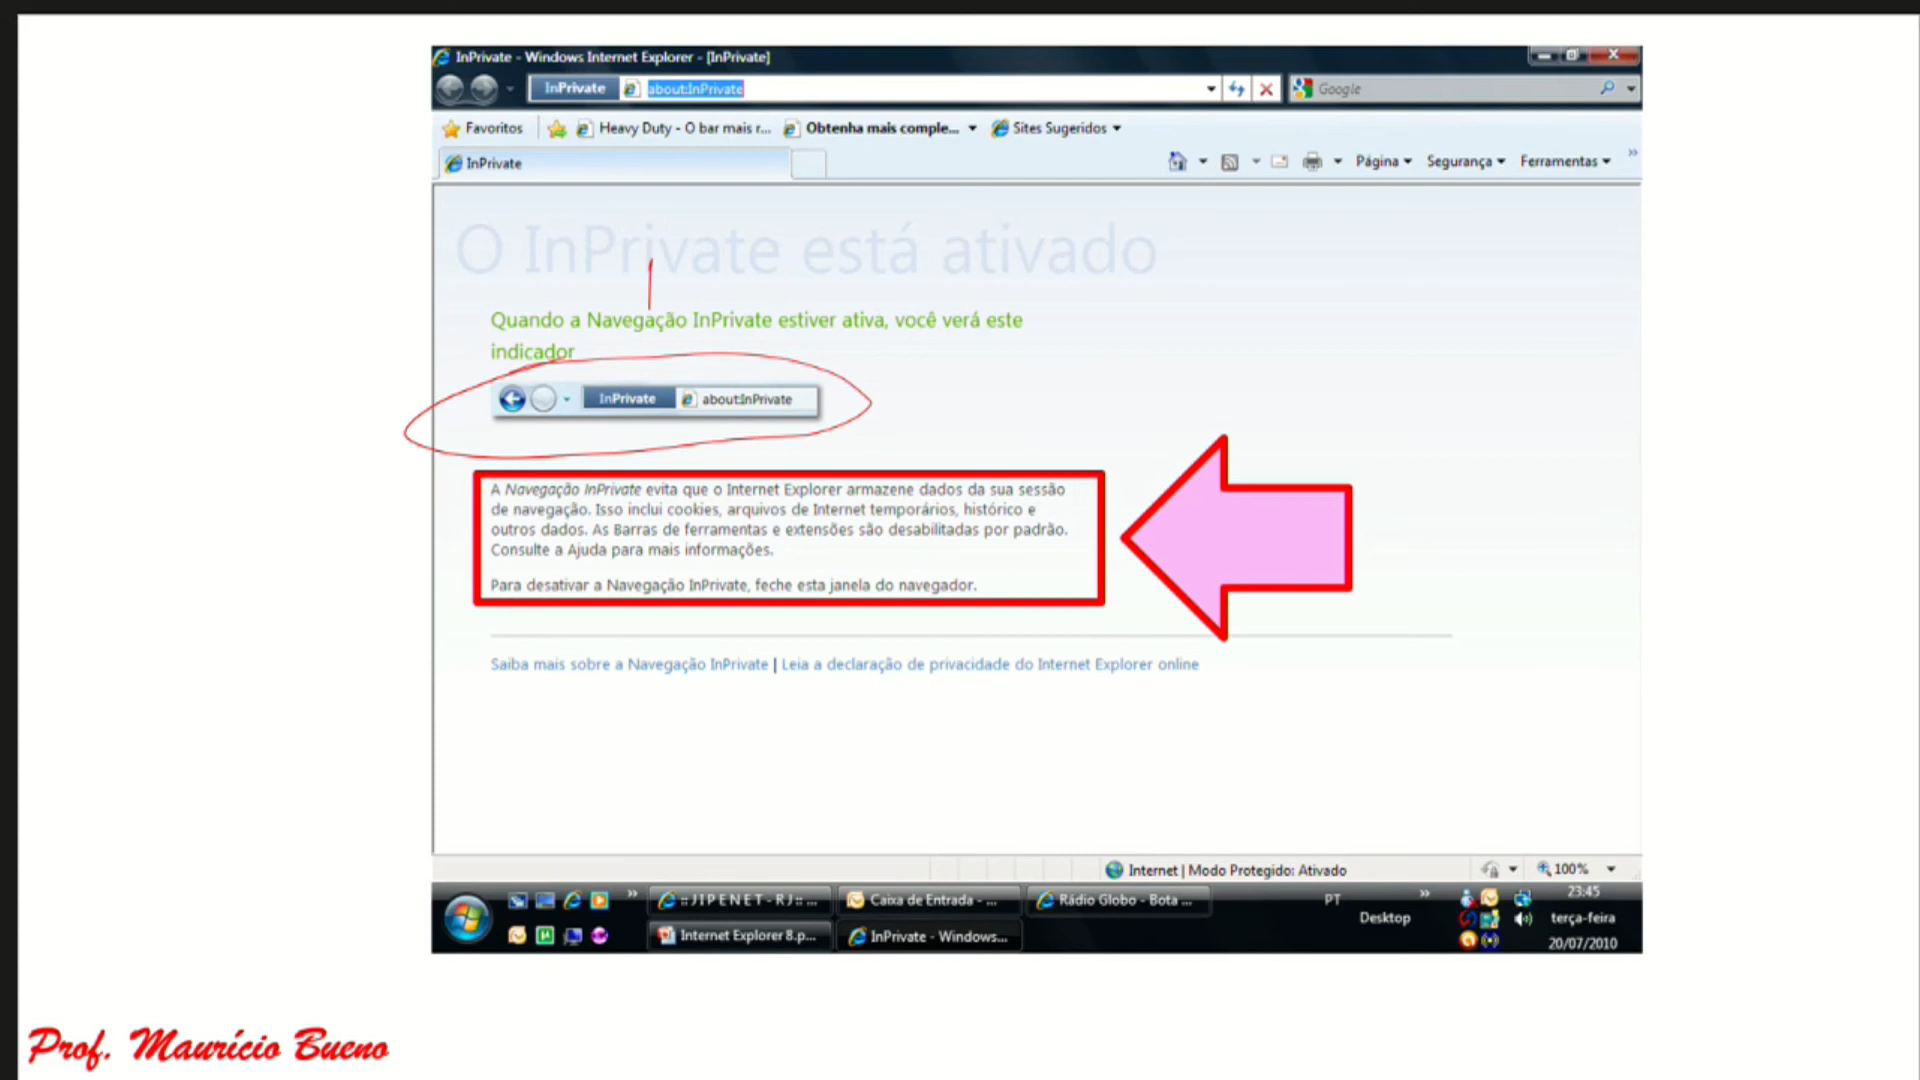 InPrivate - Windows Internet Explorer - [InPrivate]
InPrivate about:InPrivate Google
Favoritos Heavy Duty - O bar mais r... Obtenha mais comple... Sites Sugeridos
InPrivate Página Segurança Ferramentas
O InPrivate está ativado
Quando a Navegação InPrivate estiver ativa, você verá este
indicador
InPrivate about:InPrivate
A Navegação InPrivate evita que o Internet Explorer armazene dados da sua sessão
de navegação. Isso inclui cookies, arquivos de Internet temporários, histórico e
outros dados. As Barras de ferramentas e extensões são desabilitadas por padrão.
Consulte a Ajuda para mais informações.
Para desativar a Navegação InPrivate, feche esta janela do navegador.
Saiba mais sobre a Navegação InPrivate | Leia a declaração de privacidade do Internet Explorer online
Internet | Modo Protegido: Ativado 100%
:: J I P E N E T - R J :: ... Caixa de Entrada - ... Rádio Globo - Bota ... PT 23:45
Desktop terça-feira
Internet Explorer 8.p... InPrivate - Windows... 20/07/2010
Prof. Maurício Bueno